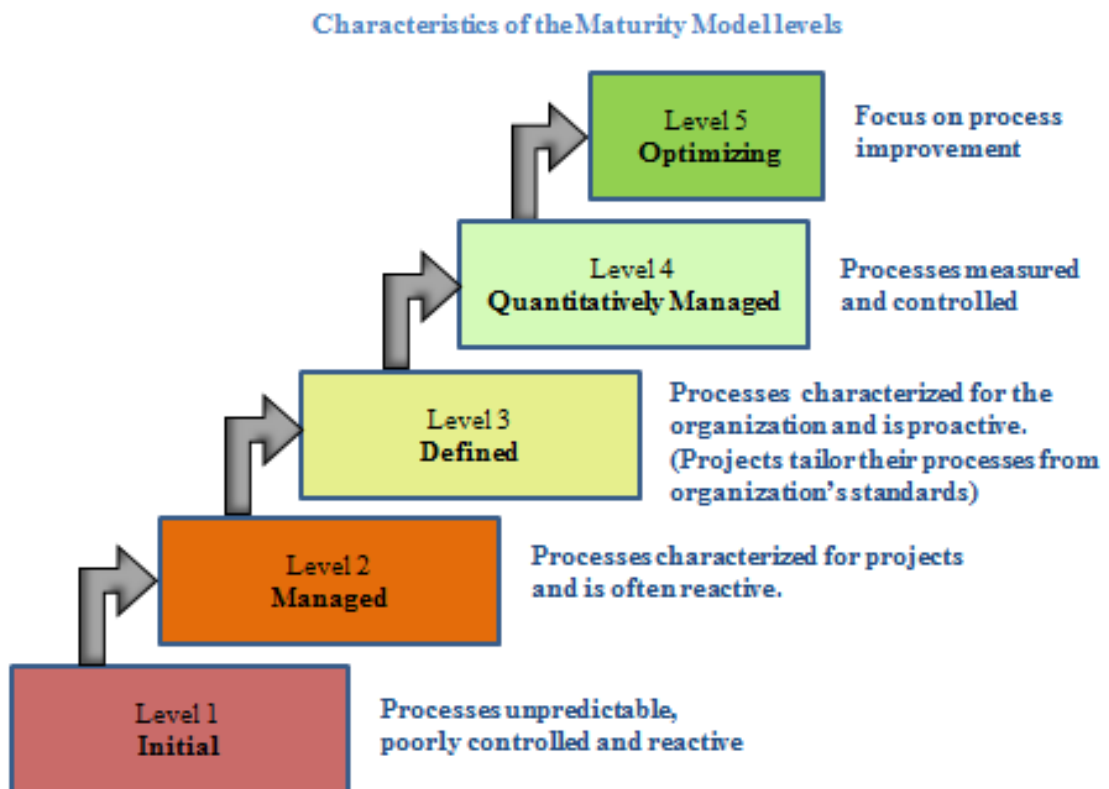 Characteristics of the Maturity Model levels
Level 5
Optimizing
Focus on process
improvement
Level 4
Quantitatively Managed
Processes measured
and controlled
Level 3
Defined
Processes characterized for the
organization and is proactive.
(Projects tailor their processes from
organization's standards)
Level 2
Managed
Processes characterized for projects
and is often reactive.
Level 1
Initial
Processes unpredictable,
poorly controlled and reactive